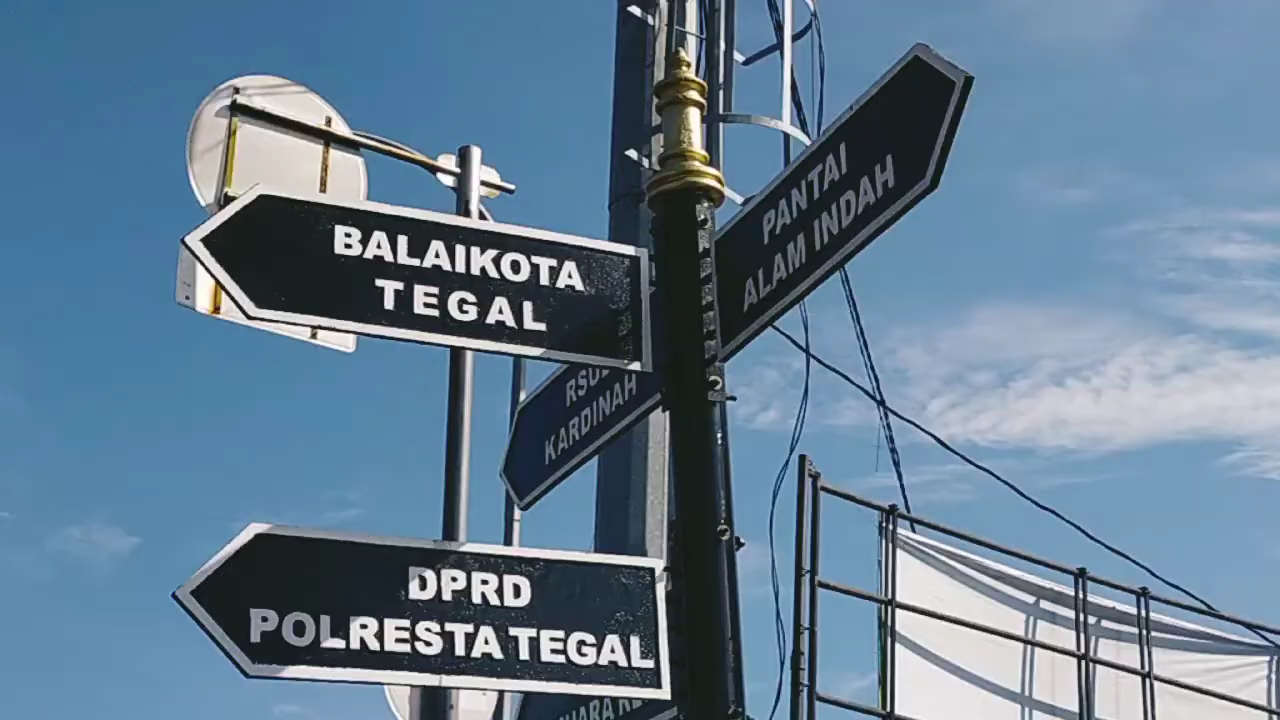 BALAIKOTA
TEGAL
PANTAI
ALAM INDAH
KARDINAH
DPRD
POLRESTA TEGAL